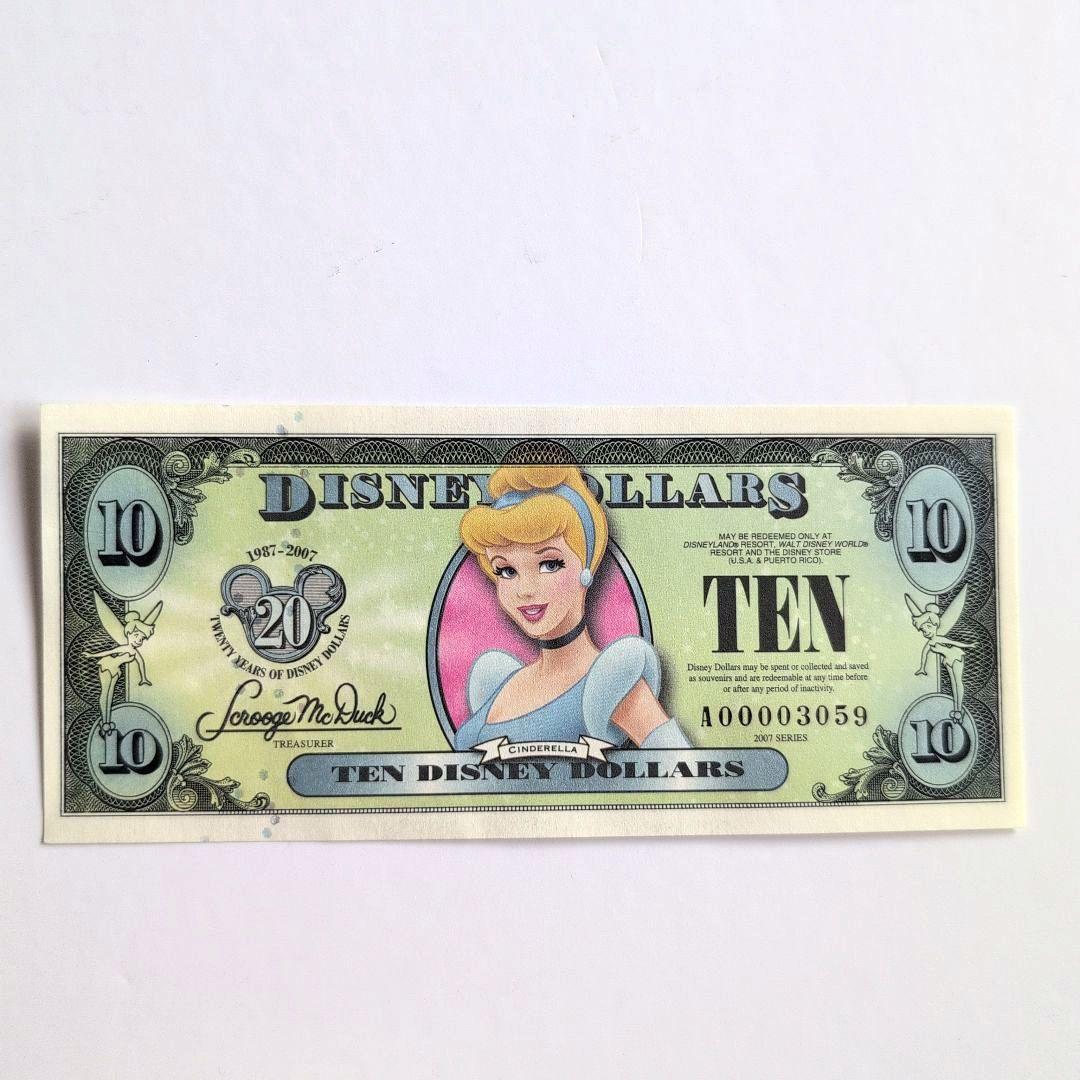 DISNEY DOLLARS
10
10
1987-2007
20
TWENTY YEARS OF DISNEY DOLLARS
Scrooge McDuck
TREASURER
MAY BE REDEEMED ONLY AT
DISNEYLAND® RESORT, WALT DISNEY WORLD®
RESORT AND THE DISNEY STORE
(U.S.A. & PUERTO RICO).
TEN
Disney Dollars may be spent or collected and saved
as souvenirs and are redeemable at any time before
or after any period of inactivity.
A00003059
2007 SERIES
10
10
CINDERELLA
TEN DISNEY DOLLARS